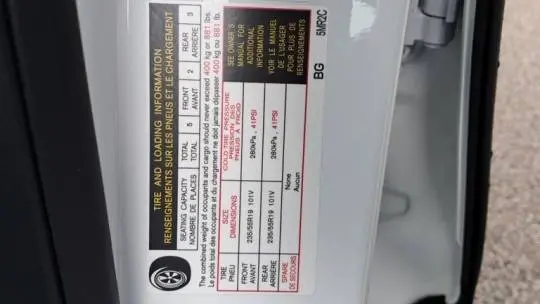 TIRE AND LOADING INFORMATION
RENSEIGNEMENTS SUR LES PNEUS ET LE CHARGEMENT
SEATING CAPACITY TOTAL 5 FRONT 2 REAR 3
NOMBRE DE PLACES TOTAL AVANT ARRIÈRE
The combined weight of occupants and cargo should never exceed 400 kg or 881 lbs.
Le poids total des occupants et du chargement ne doit jamais dépasser 400 kg ou 881 lb.
TIRE SIZE COLD TIRE PRESSURE
PNEU DIMENSIONS PRESSION DES PNEUS À FROID
FRONT AVANT 235/55R19 101V 280kPa , 41PSI
REAR ARRIÈRE 235/55R19 101V 280kPa , 41PSI
SPARE None
DE SECOURS Aucun
SEE OWNER'S
MANUAL FOR
ADDITIONAL
INFORMATION
VOIR LE MANUEL
DE L'USAGER
POUR PLUS DE
RENSEIGNEMENTS
BG 5MR2C